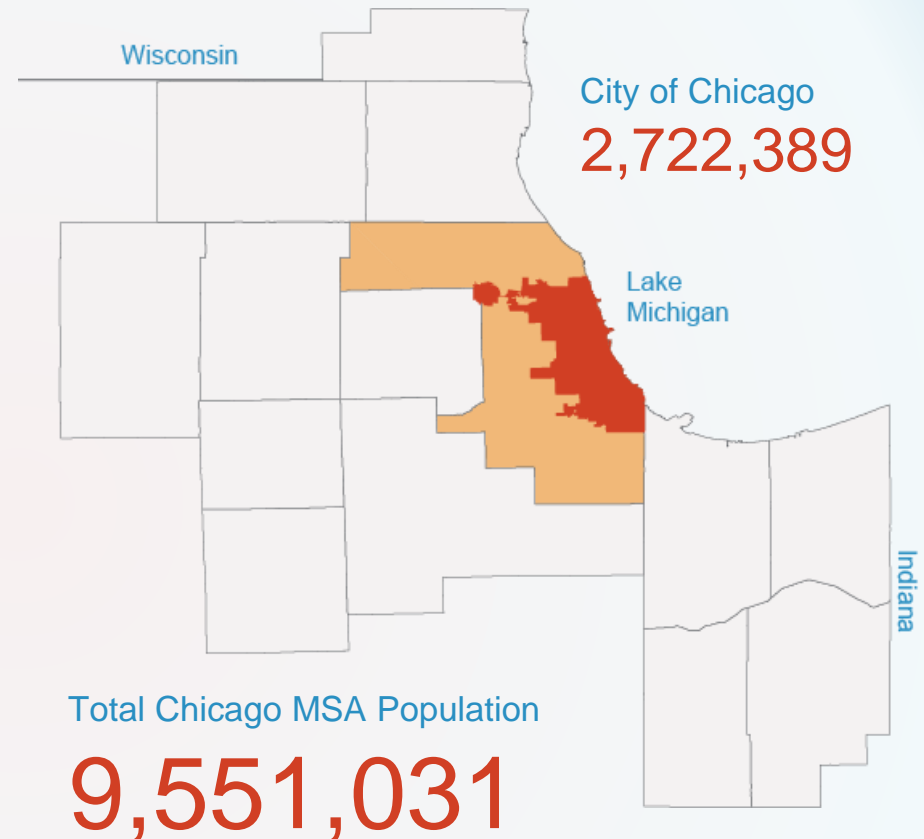 Wisconsin
City of Chicago
2,722,389
Lake
Michigan
Indiana
Total Chicago MSA Population
9,551,031